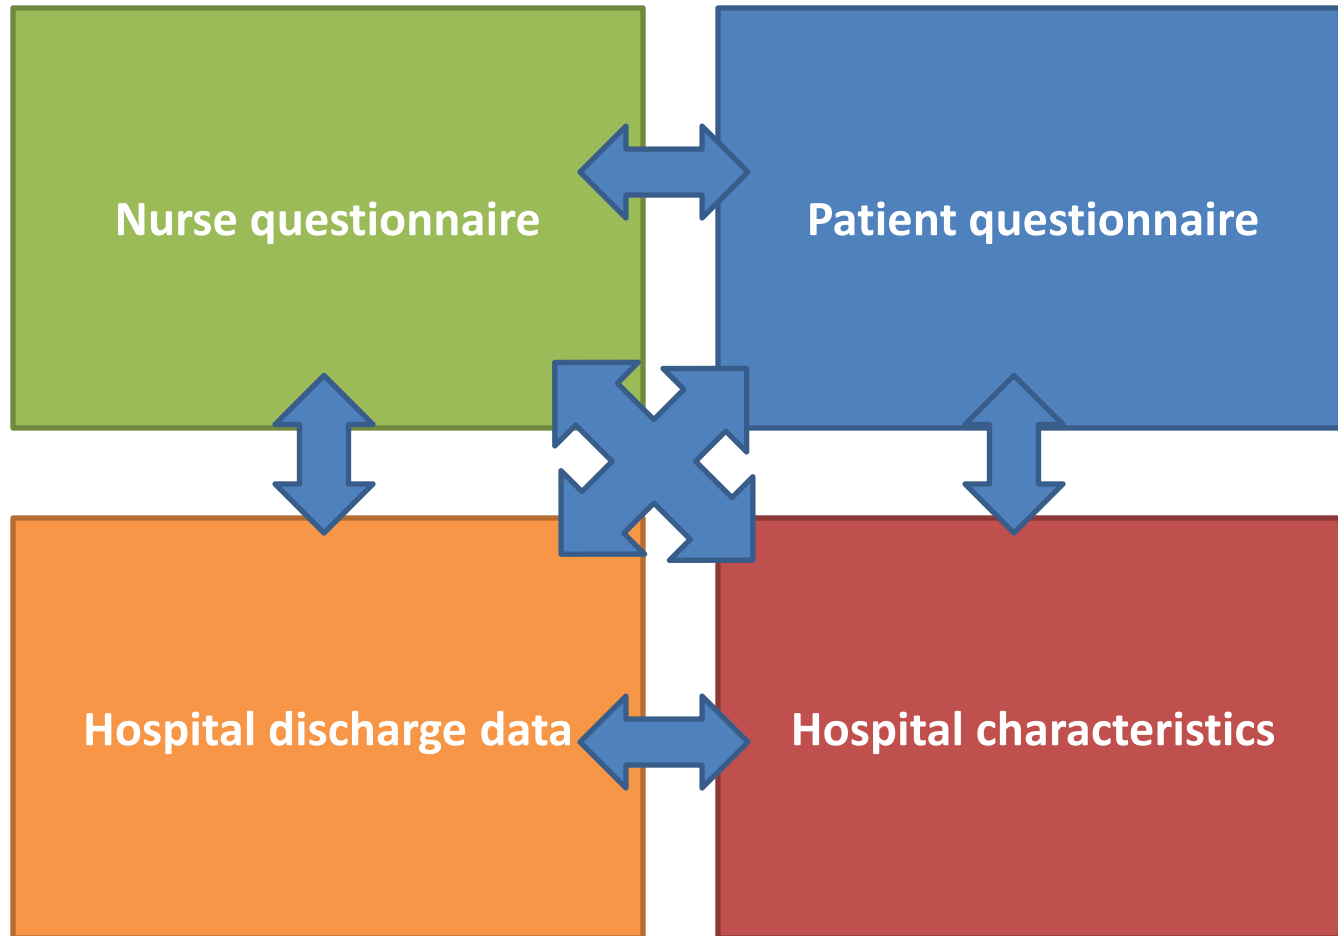 Nurse questionnaire
Patient questionnaire
Hospital discharge data
Hospital characteristics